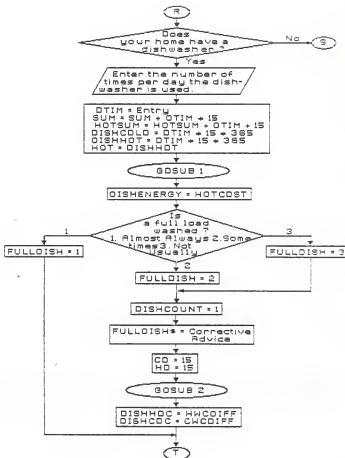 R
Does
your home have a
dishwasher ?
No
S
Yes
Enter the number of
times per day the dish-
washer is used.
DTIM = Entry
SUM = SUM + DTIM * 15
HOTSUM = HOTSUM + DTIM * 15
DISHCOLD = DTIM * 15 * 365
DISHHOT = DTIM * 15 * 365
HOT = DISHHOT
GOSUB 1
DISHENERGY = HOTCOST
Is
a full load
washed ?
1. Almost Always 2.Some
times 3. Not
Usually
1
3
FULLDISH = 1
FULLDISH = 3
2
FULLDISH = 2
DISHCOUNT = 1
FULLDISH$ = Corrective
Advice
CD = 15
HD = 15
GOSUB 2
DISHHDC = HWCDIFF
DISHCDC = CWCDIFF
T